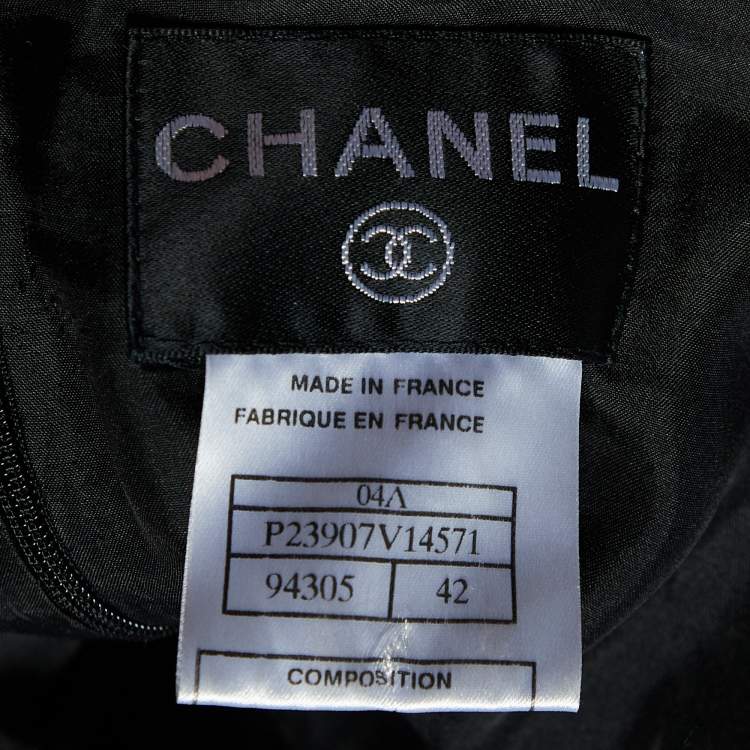 CHANEL
MADE IN FRANCE
FABRIQUE EN FRANCE
04A
P23907V14571
94305 42
COMPOSITION